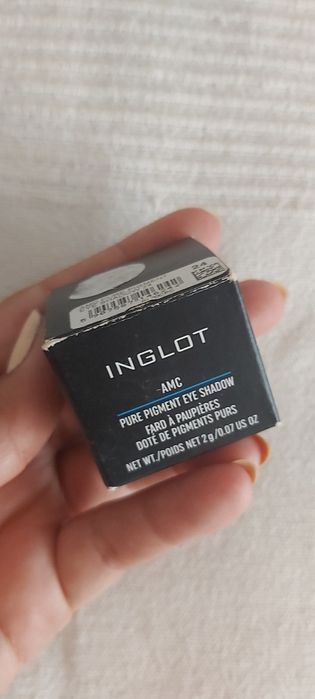 24
INGLOT
AMC
PURE PIGMENT EYE SHADOW
FARD À PAUPIÈRES
DOTÉ DE PIGMENTS PURS
NET WT./POIDS NET 2 g/0.07 US OZ